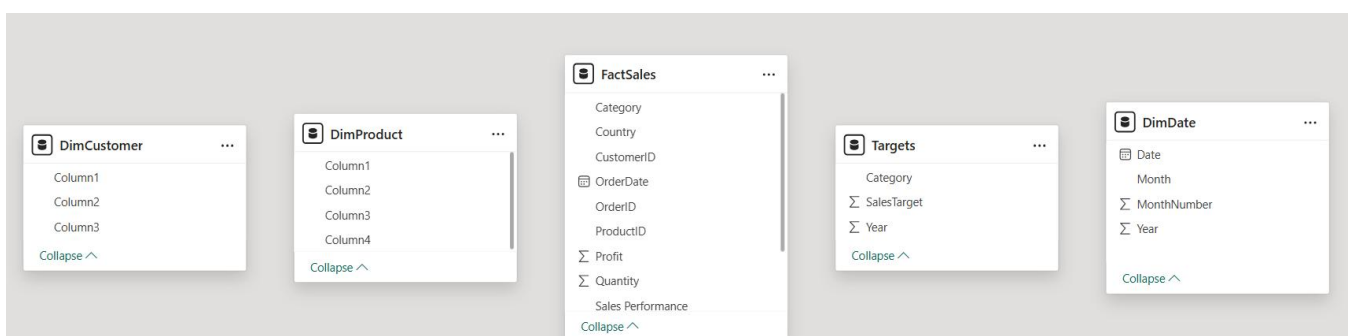 DimCustomer
Column1
Column2
Column3
Collapse
DimProduct
Column1
Column2
Column3
Column4
Collapse
FactSales
Category
Country
CustomerID
OrderDate
OrderID
ProductID
Profit
Quantity
Sales Performance
Collapse
Targets
Category
SalesTarget
Year
Collapse
DimDate
Date
Month
MonthNumber
Year
Collapse